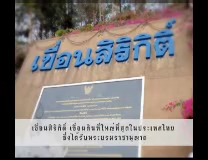 เขื่อนสิริกิติ์
เขื่อนสิริกิติ์ เขื่อนดินที่ใหญ่ที่สุดในประเทศไทย
ซึ่งได้รับพระบรมราชานุญาต